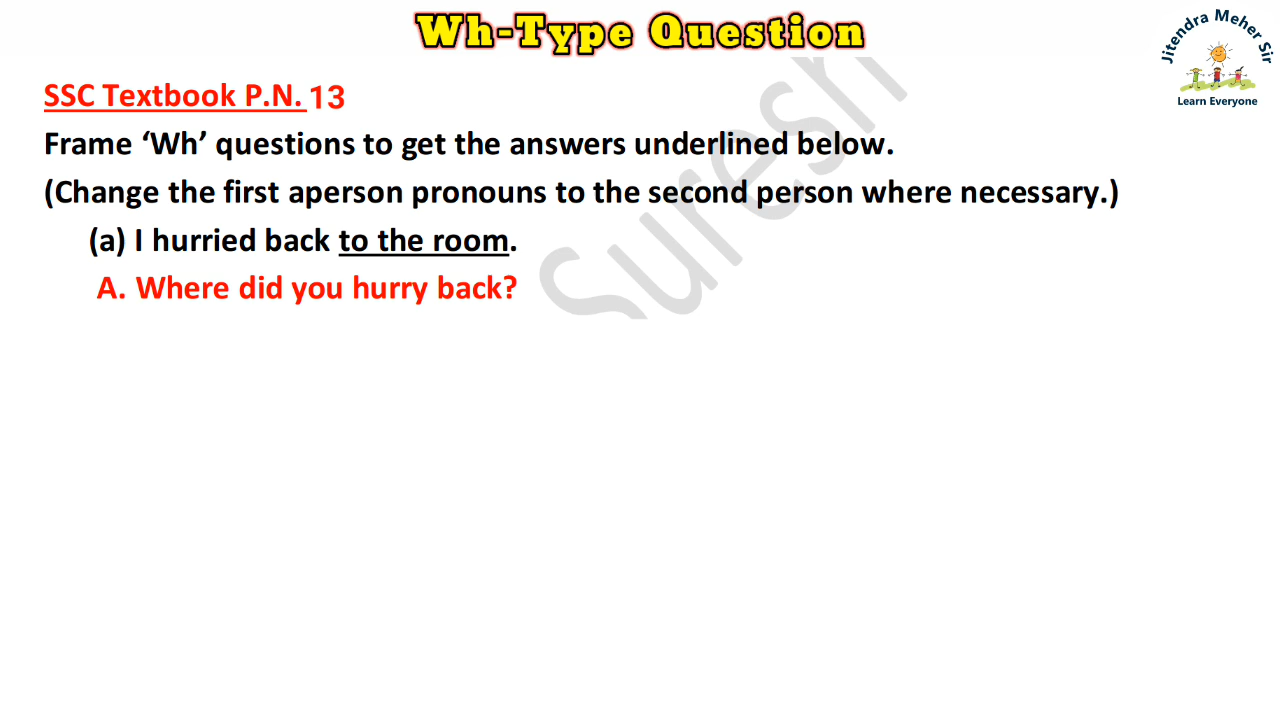 Wh-Type Question
Jitendra Meher Sir
Learn Everyone
SSC Textbook P.N. 13
Frame ‘Wh’ questions to get the answers underlined below.
(Change the first aperson pronouns to the second person where necessary.)
(a) I hurried back to the room.
A. Where did you hurry back?
Suresh